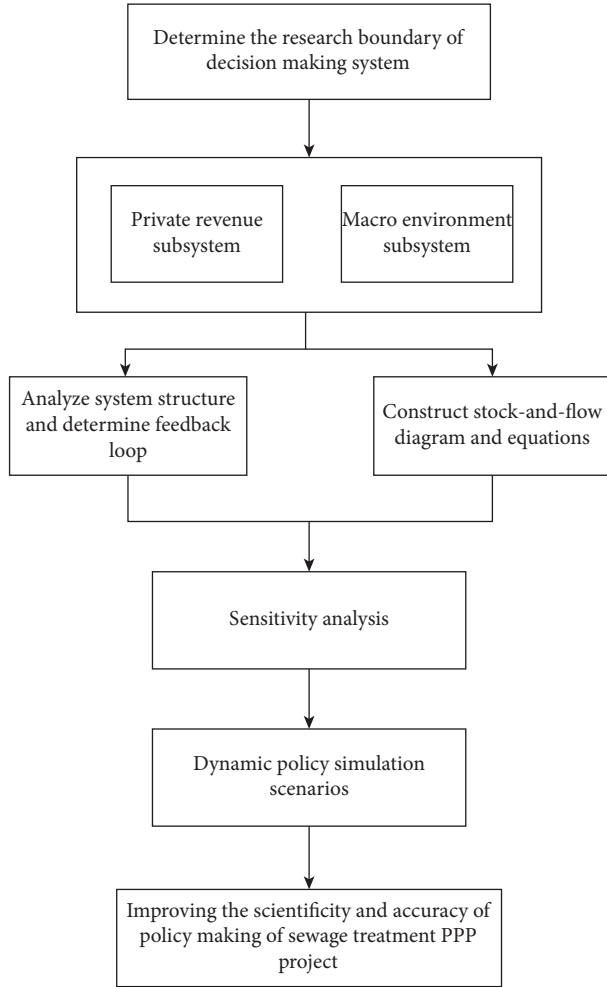 Determine the research boundary of
decision making system
Private revenue
subsystem
Macro environment
subsystem
Analyze system structure
and determine feedback
loop
Construct stock-and-flow
diagram and equations
Sensitivity analysis
Dynamic policy simulation
scenarios
Improving the scientificity and accuracy of
policy making of sewage treatment PPP
project